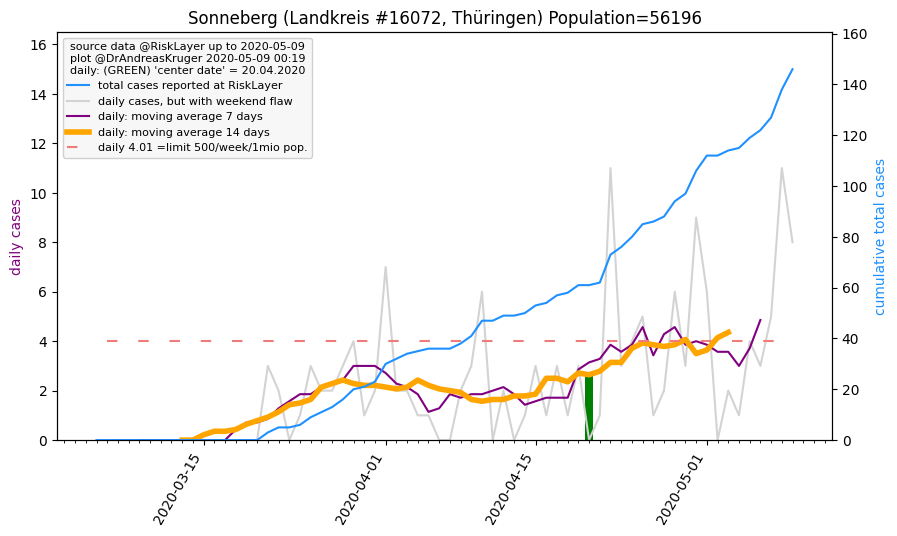 Sonneberg (Landkreis #16072, Thüringen) Population=56196
source data @RiskLayer up to 2020-05-09
plot @DrAndreasKruger 2020-05-09 00:19
daily: (GREEN) 'center date' = 20.04.2020
total cases reported at RiskLayer
daily cases, but with weekend flaw
daily: moving average 7 days
daily: moving average 14 days
daily 4.01 =limit 500/week/1mio pop.
daily cases
16
14
12
10
8
6
4
2
0
cumulative total cases
160
140
120
100
80
60
40
20
0
2020-03-15
2020-04-01
2020-04-15
2020-05-01